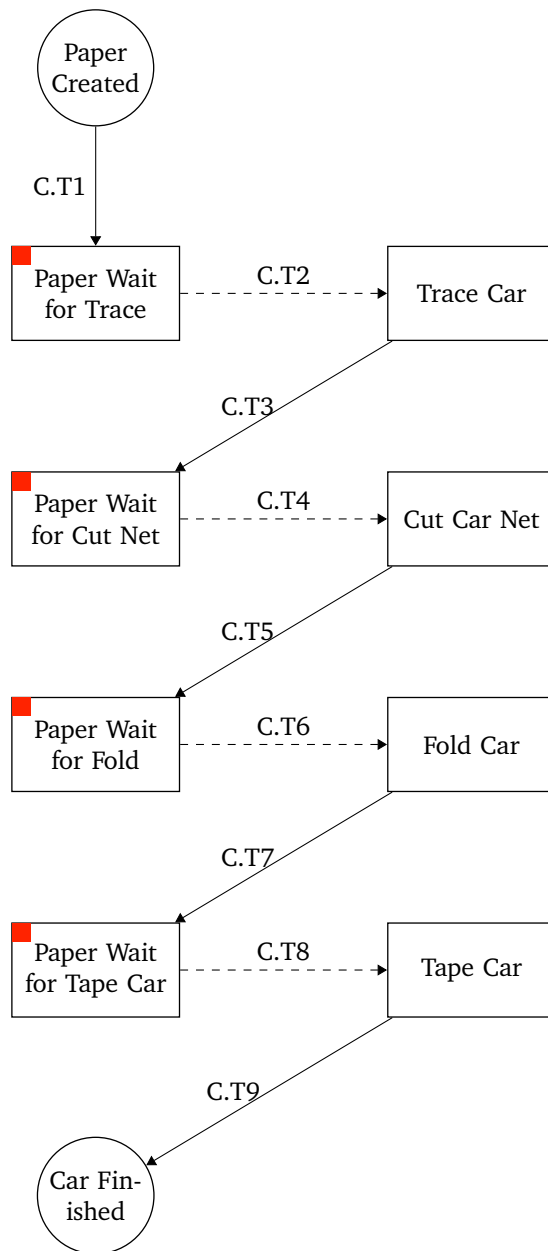 Paper
Created
C.T1
Paper Wait
for Trace
C.T2
Trace Car
C.T3
Paper Wait
for Cut Net
C.T4
Cut Car Net
C.T5
Paper Wait
for Fold
C.T6
Fold Car
C.T7
Paper Wait
for Tape Car
C.T8
Tape Car
C.T9
Car Fin-
ished